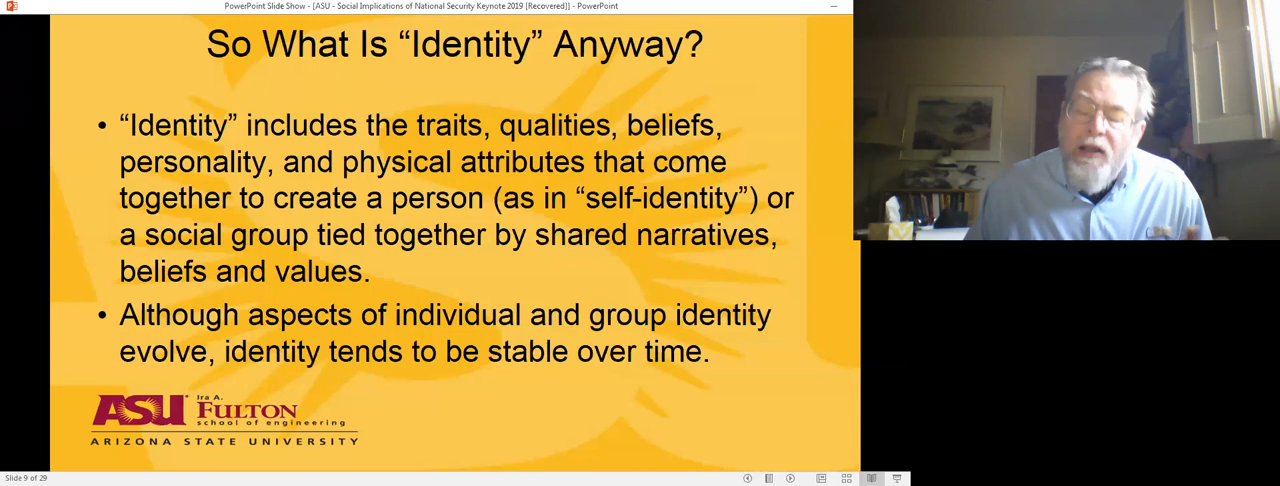 PowerPoint Slide Show - [ASU - Social Implications of National Security Keynote 2019 [Recovered]] - PowerPoint
So What Is “Identity” Anyway?
• “Identity” includes the traits, qualities, beliefs,
personality, and physical attributes that come
together to create a person (as in “self-identity”) or
a social group tied together by shared narratives,
beliefs and values.
• Although aspects of individual and group identity
evolve, identity tends to be stable over time.
ASU Ira A.
FULTON
school of engineering
ARIZONA STATE UNIVERSITY
Slide 9 of 29